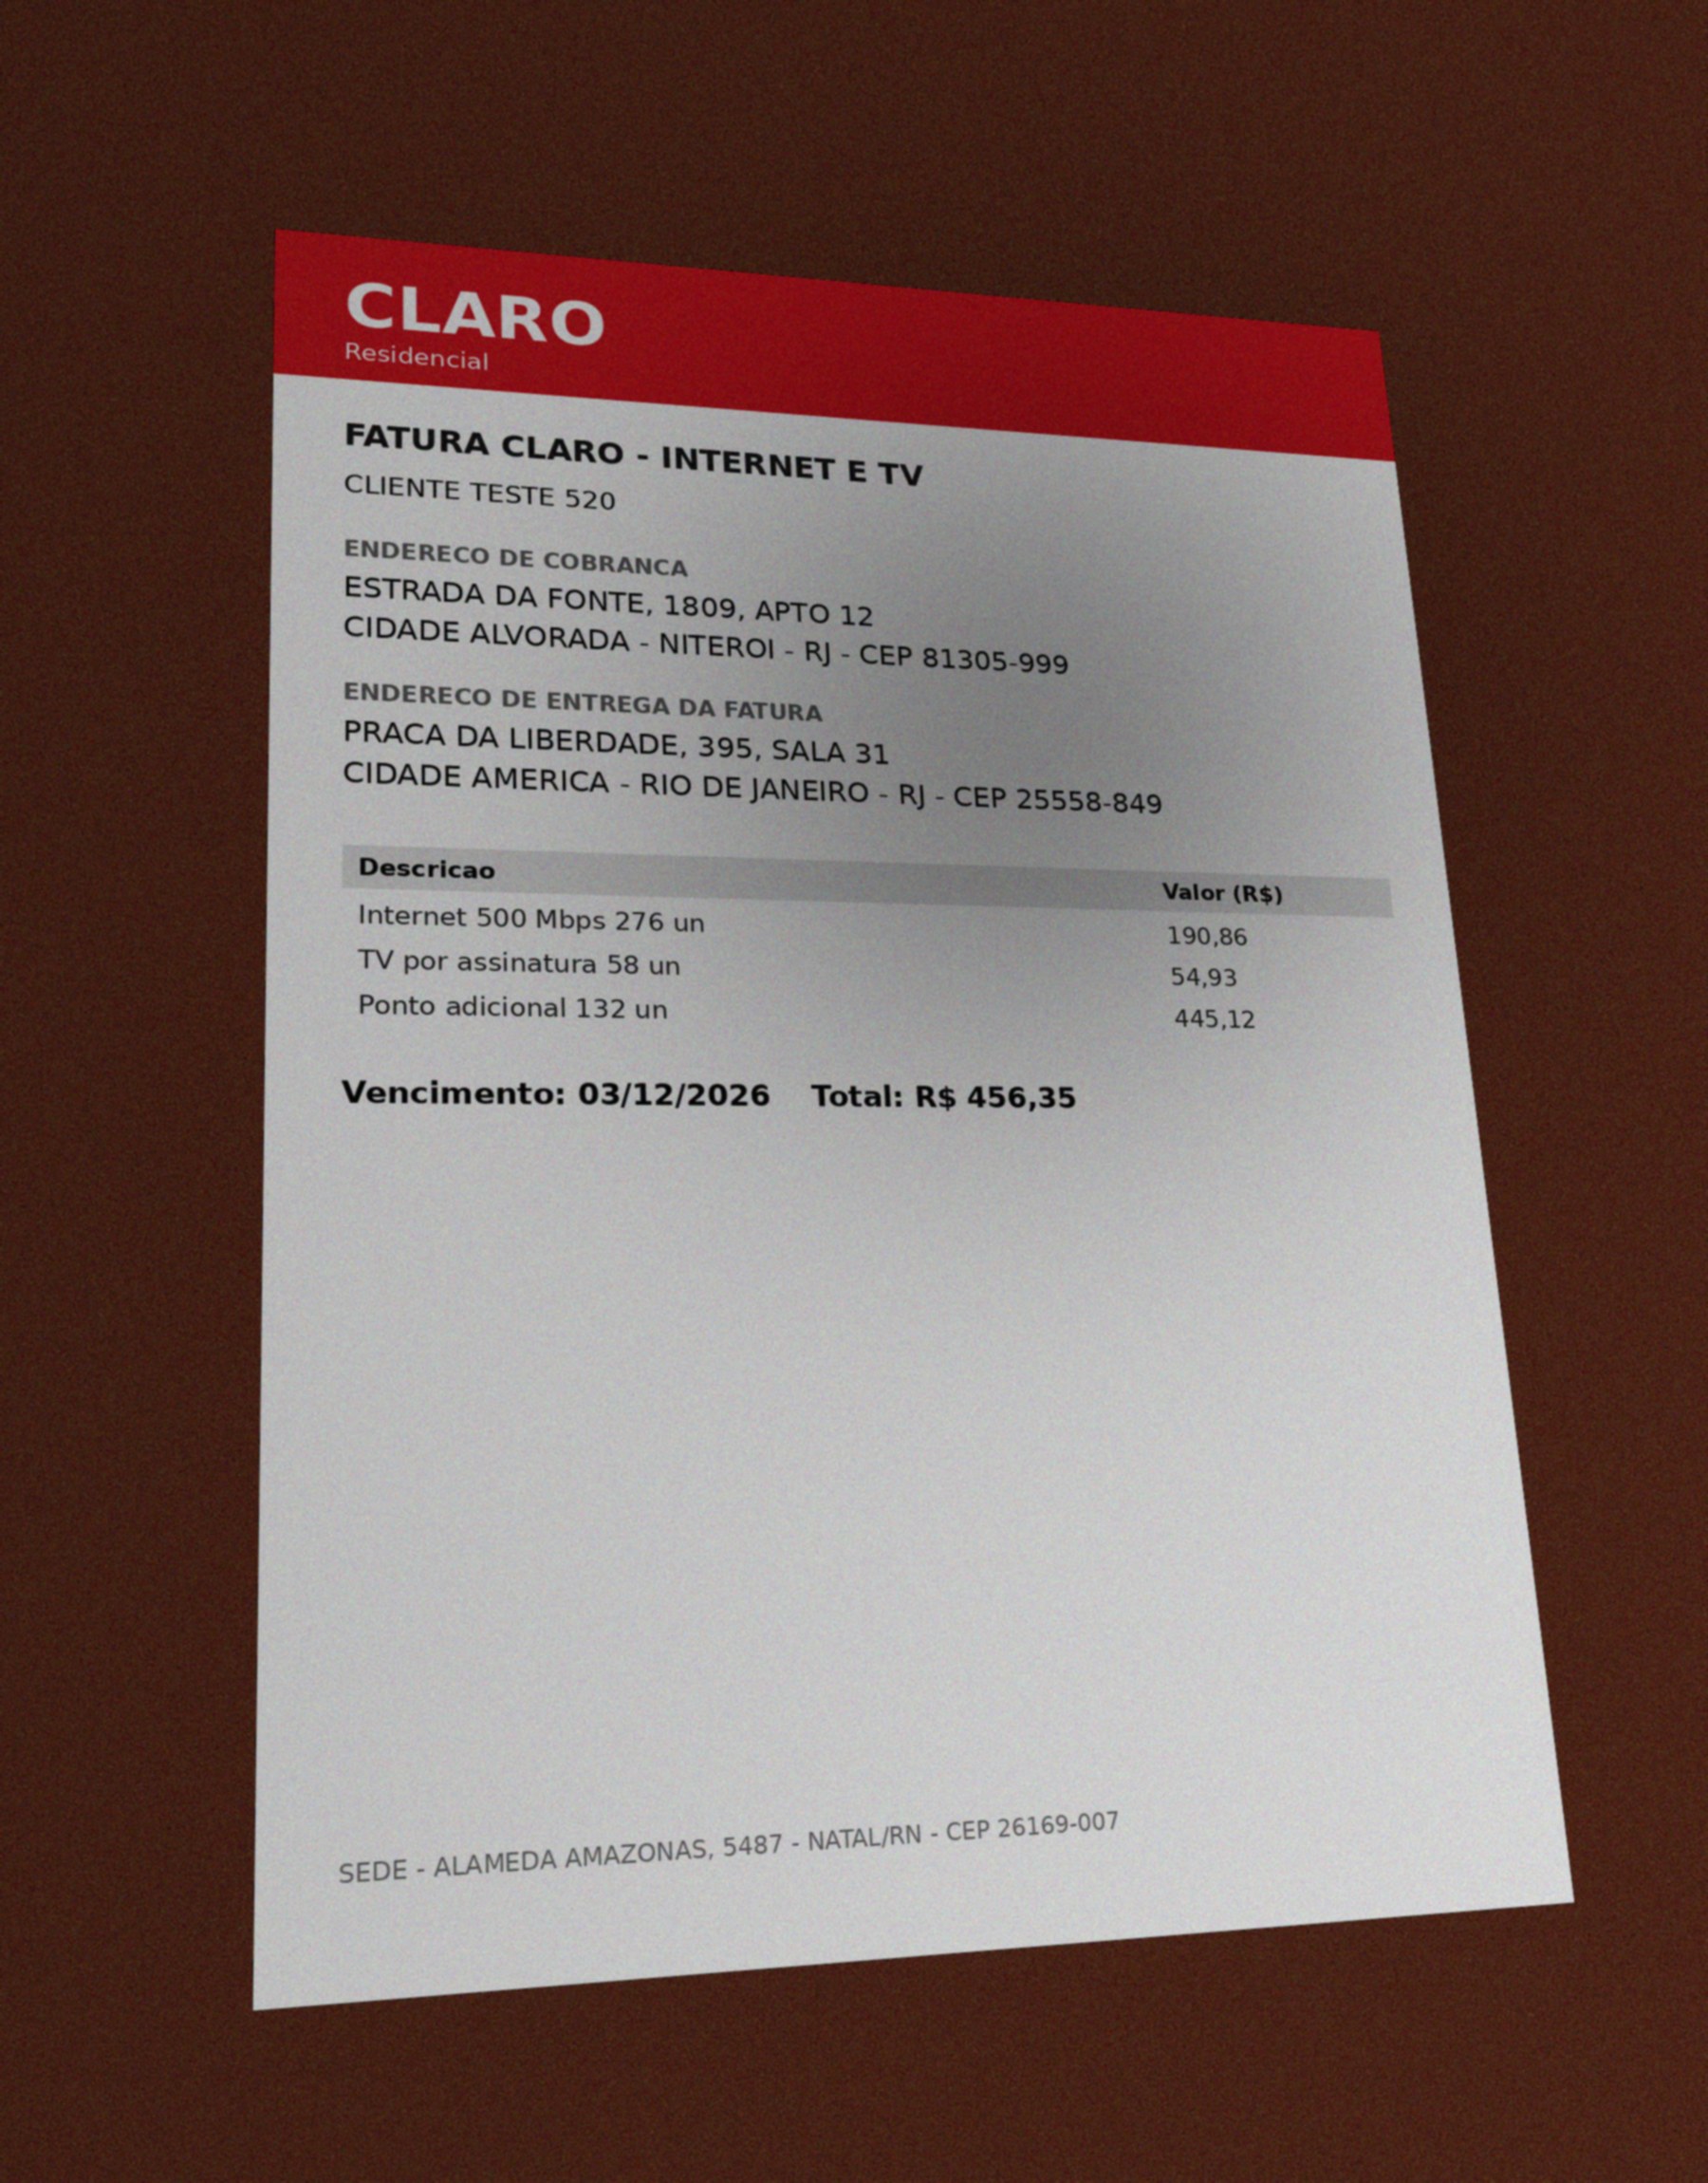 CLARO
Residencial
FATURA CLARO - INTERNET E TV
CLIENTE TESTE 520
ENDERECO DE COBRANCA
ESTRADA DA FONTE, 1809, APTO 12
CIDADE ALVORADA - NITEROI - RJ - CEP 81305-999
ENDERECO DE ENTREGA DA FATURA
PRACA DA LIBERDADE, 395, SALA 31
CIDADE AMERICA - RIO DE JANEIRO - RJ - CEP 25558-849
Descricao Valor (R$)
Internet 500 Mbps 276 un 190,86
TV por assinatura 58 un 54,93
Ponto adicional 132 un 445,12
Vencimento: 03/12/2026 Total: R$ 456,35
SEDE - ALAMEDA AMAZONAS, 5487 - NATAL/RN - CEP 26169-007